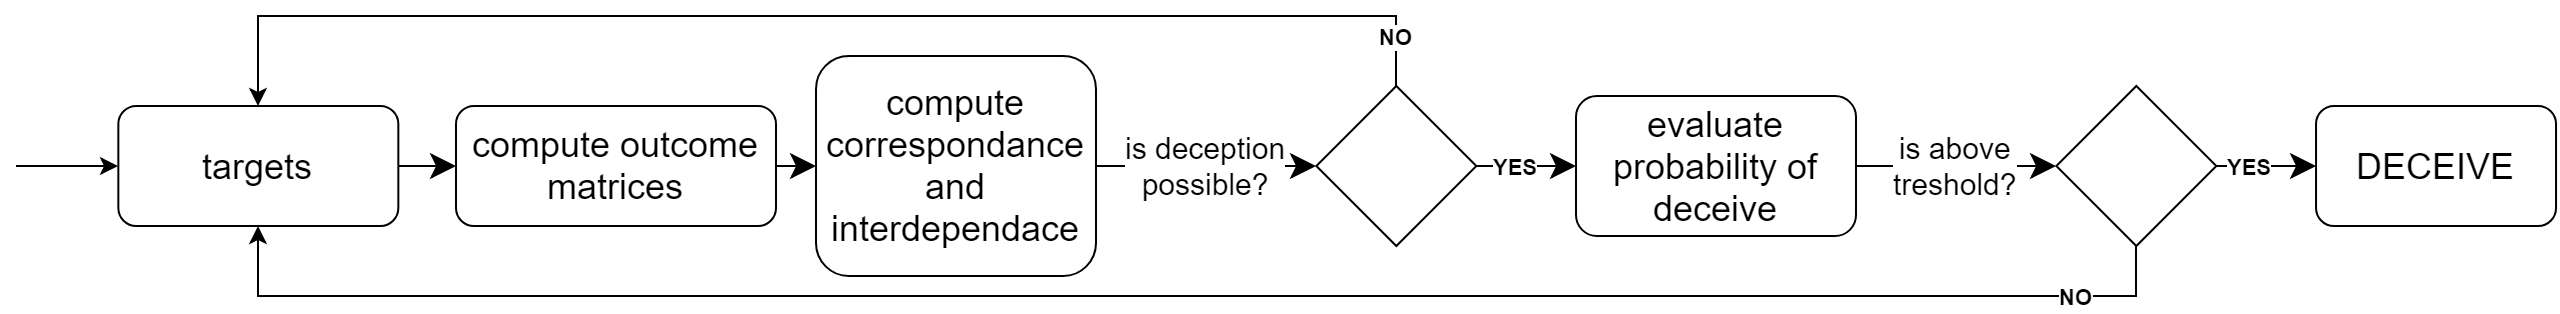 NO
targets
compute outcome
matrices
compute
correspondance
and
interdependace
is deception
possible?
YES
evaluate
probability of
deceive
is above
treshold?
YES
DECEIVE
NO